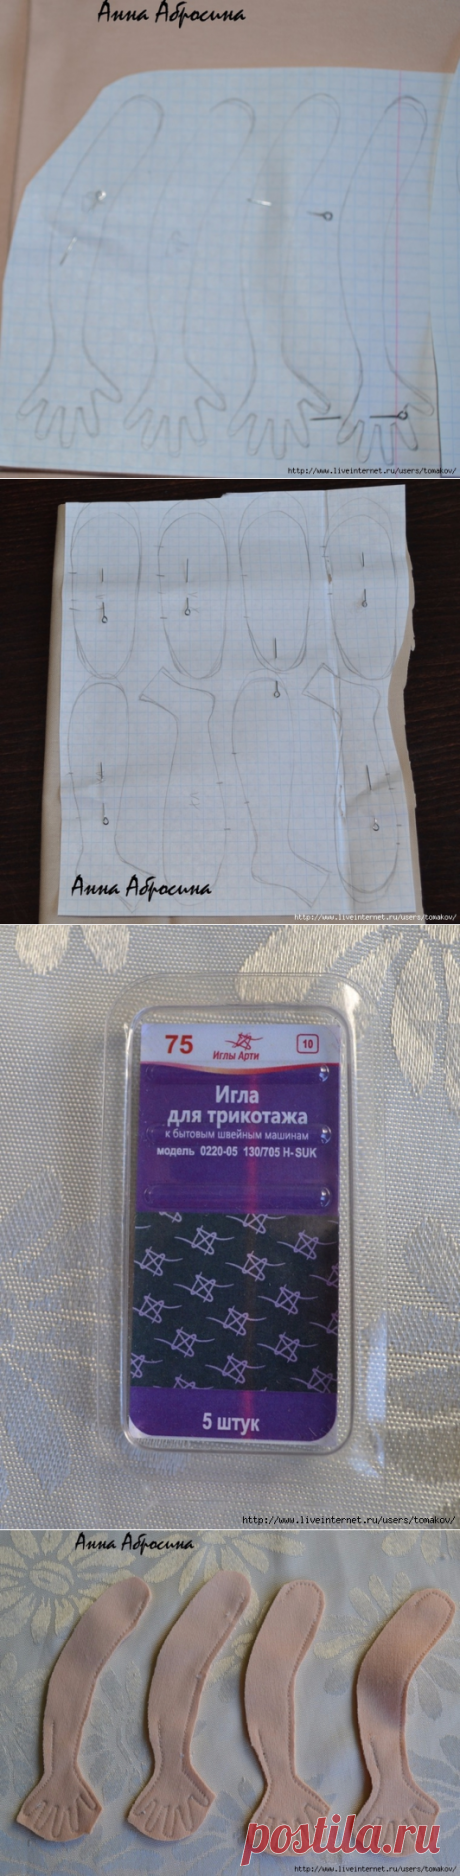 Анна Абросина
http://www.liveinternet.ru/users/tomakov/
Анна Абросина
http://www.liveinternet.ru/users/tomakov/
75
10
Иглы Арти
Игла
для трикотажа
к бытовым швейным машинам
модель 0220-05 130/705 H-SUK
5 штук
http://www.liveinternet.ru/users/tomakov/
Анна Абросина
postila.ru
http://www.liveinternet.ru/users/tomakov/